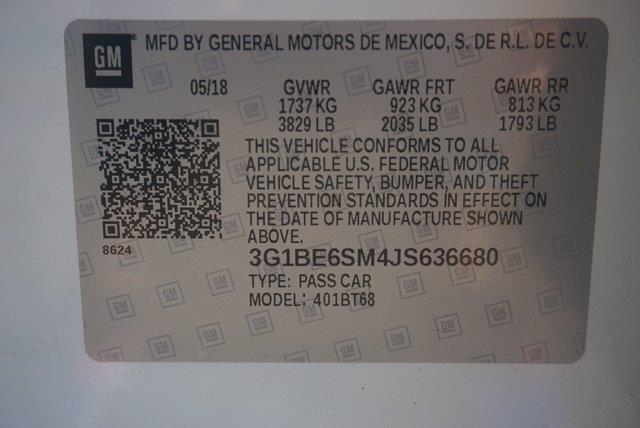 GM MFD BY GENERAL MOTORS DE MEXICO, S. DE R.L. DE C.V.
05/18 GVWR GAWR FRT GAWR RR
1737 KG 923 KG 813 KG
3829 LB 2035 LB 1793 LB
THIS VEHICLE CONFORMS TO ALL
APPLICABLE U.S. FEDERAL MOTOR
VEHICLE SAFETY, BUMPER, AND THEFT
PREVENTION STANDARDS IN EFFECT ON
THE DATE OF MANUFACTURE SHOWN
ABOVE.
8624
3G1BE6SM4JS636680
TYPE: PASS CAR
MODEL: 401BT68